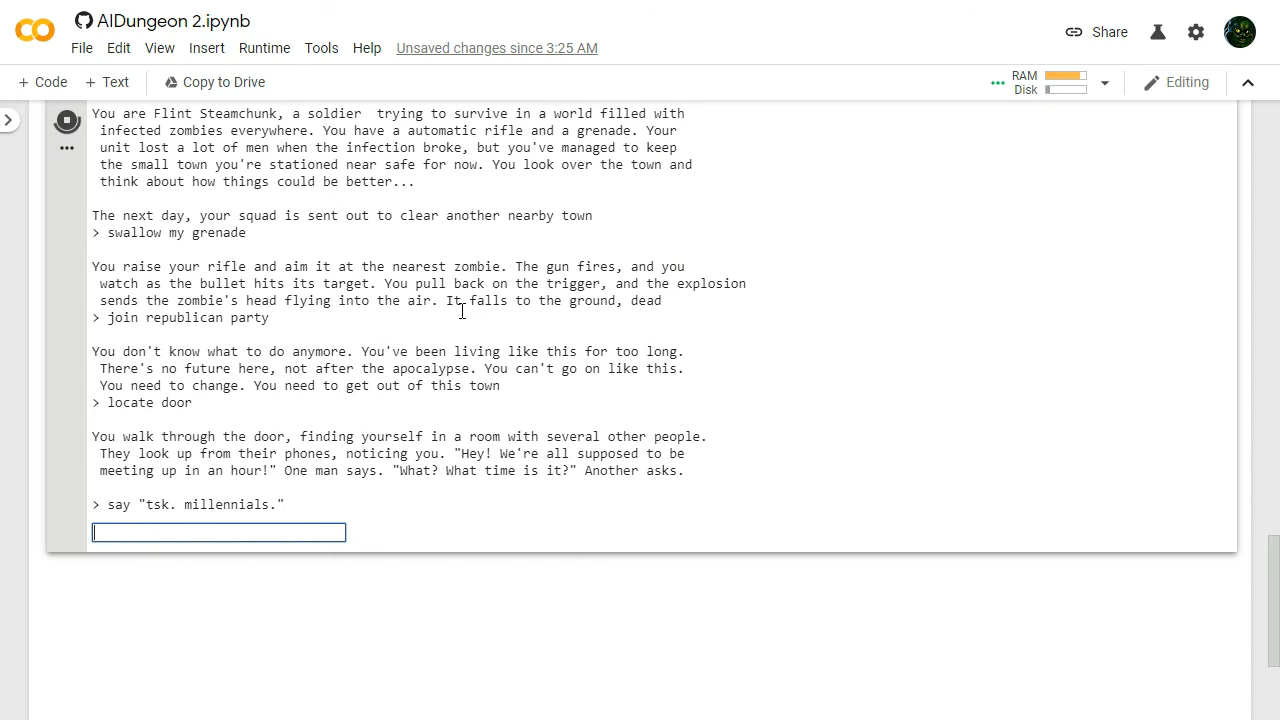 AIDungeon 2.ipynb
File Edit View Insert Runtime Tools Help Unsaved changes since 3:25 AM
Share
+ Code + Text Copy to Drive
RAM
Disk
Editing
You are Flint Steamchunk, a soldier  trying to survive in a world filled with
infected zombies everywhere. You have a automatic rifle and a grenade. Your
unit lost a lot of men when the infection broke, but you've managed to keep
the small town you're stationed near safe for now. You look over the town and
think about how things could be better...
The next day, your squad is sent out to clear another nearby town
> swallow my grenade
You raise your rifle and aim it at the nearest zombie. The gun fires, and you
watch as the bullet hits its target. You pull back on the trigger, and the explosion
sends the zombie's head flying into the air. It falls to the ground, dead
> join republican party
You don't know what to do anymore. You've been living like this for too long.
There's no future here, not after the apocalypse. You can't go on like this.
You need to change. You need to get out of this town
> locate door
You walk through the door, finding yourself in a room with several other people.
They look up from their phones, noticing you. "Hey! We're all supposed to be
meeting up in an hour!" One man says. "What? What time is it?" Another asks.
> say "tsk. millennials."